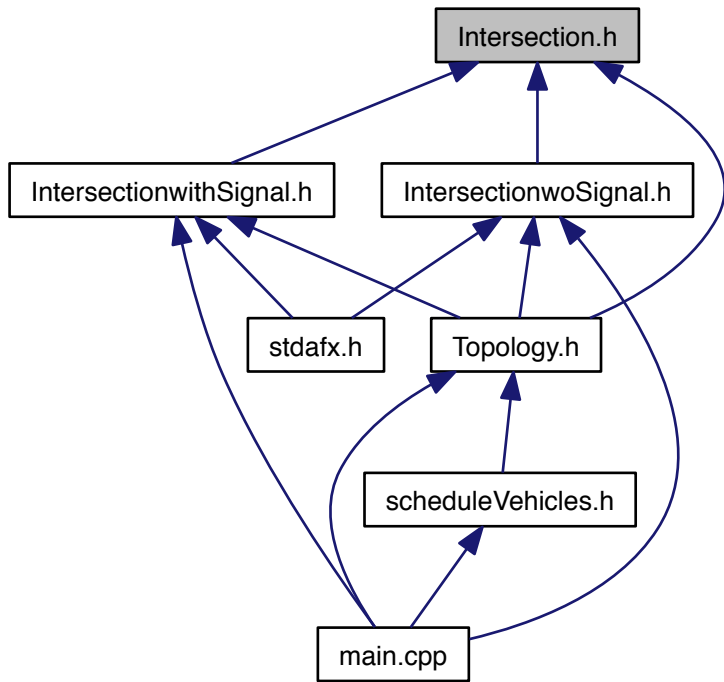 Intersection.h
IntersectionwithSignal.h
IntersectionwoSignal.h
stdafx.h
Topology.h
scheduleVehicles.h
main.cpp